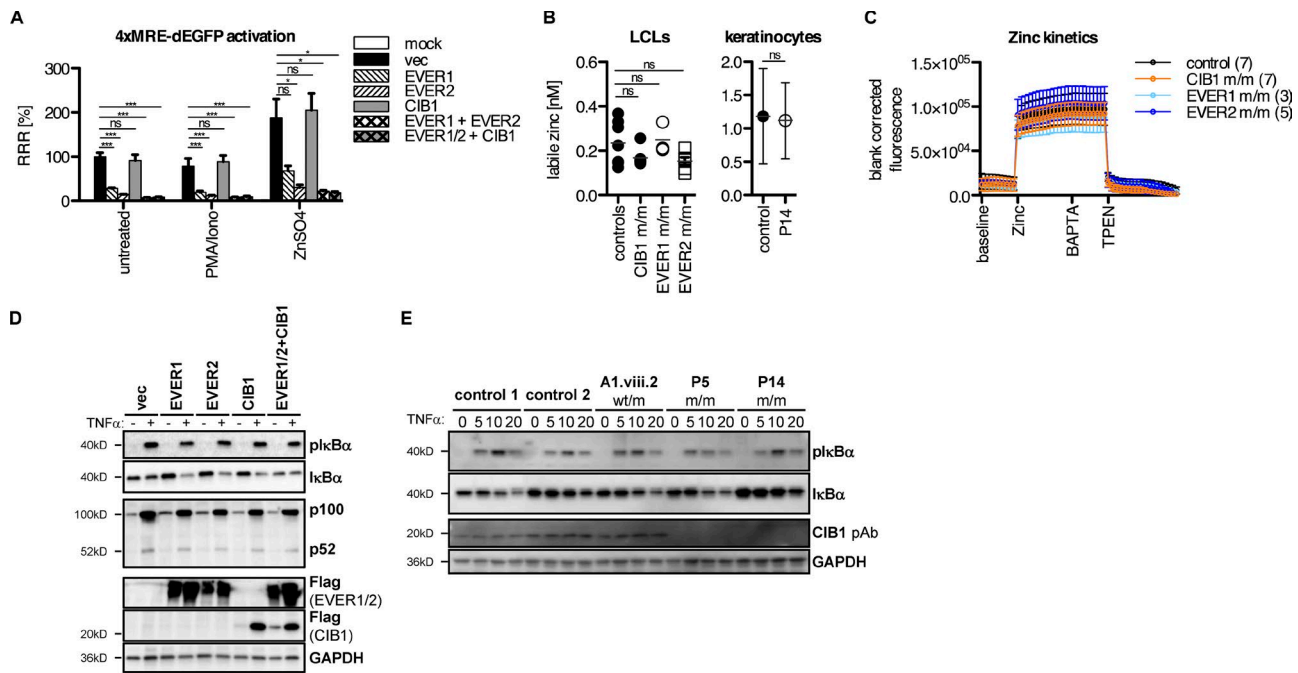 A
4xMRE-dEGFP activation
RRR [%]
300
200
100
0
ns
*
ns
*
*
***
***
ns
***
***
***
***
ns
***
***
untreated
PMA/Iono
ZnSO4
mock
vec
EVER1
EVER2
CIB1
EVER1 + EVER2
EVER1/2 + CIB1
B
LCLs
labile zinc [nM]
0.6
0.4
0.2
0.0
ns
ns
ns
controls
CIB1 m/m
EVER1 m/m
EVER2 m/m
keratinocytes
2.0
1.5
1.0
0.5
0.0
ns
control
P14
C
Zinc kinetics
blank corrected
fluorescence
1.5×10⁰⁵
1.0×10⁰⁵
5.0×10⁰⁴
0.0
baseline
Zinc
BAPTA
TPEN
control (7)
CIB1 m/m (7)
EVER1 m/m (3)
EVER2 m/m (5)
D
vec
EVER1
EVER2
CIB1
EVER1/2+CIB1
TNFα: - + - + - + - + - +
40kD pIκBα
40kD IκBα
100kD p100
52kD p52
Flag
(EVER1/2)
Flag
20kD (CIB1)
36kD GAPDH
E
control 1 control 2 A1.viii.2 P5 P14
wt/m m/m m/m
TNFα: 0 5 10 20 0 5 10 20 0 5 10 20 0 5 10 20 0 5 10 20
40kD pIκBα
40kD IκBα
20kD CIB1 pAb
36kD GAPDH